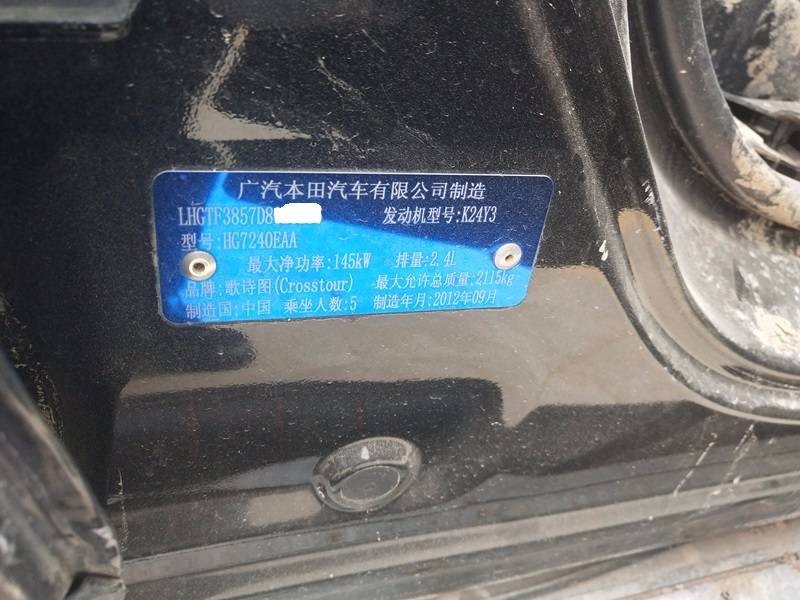 广汽本田汽车有限公司制造
LHGTF3857D8 发动机型号:K24Y3
型号:HG7240EAA
最大净功率:145kW 排量:2.4l
品牌:歌诗图(Crosstour) 最大允许总质量:2115kg
制造国:中国 乘坐人数:5 制造年月:2012年09月